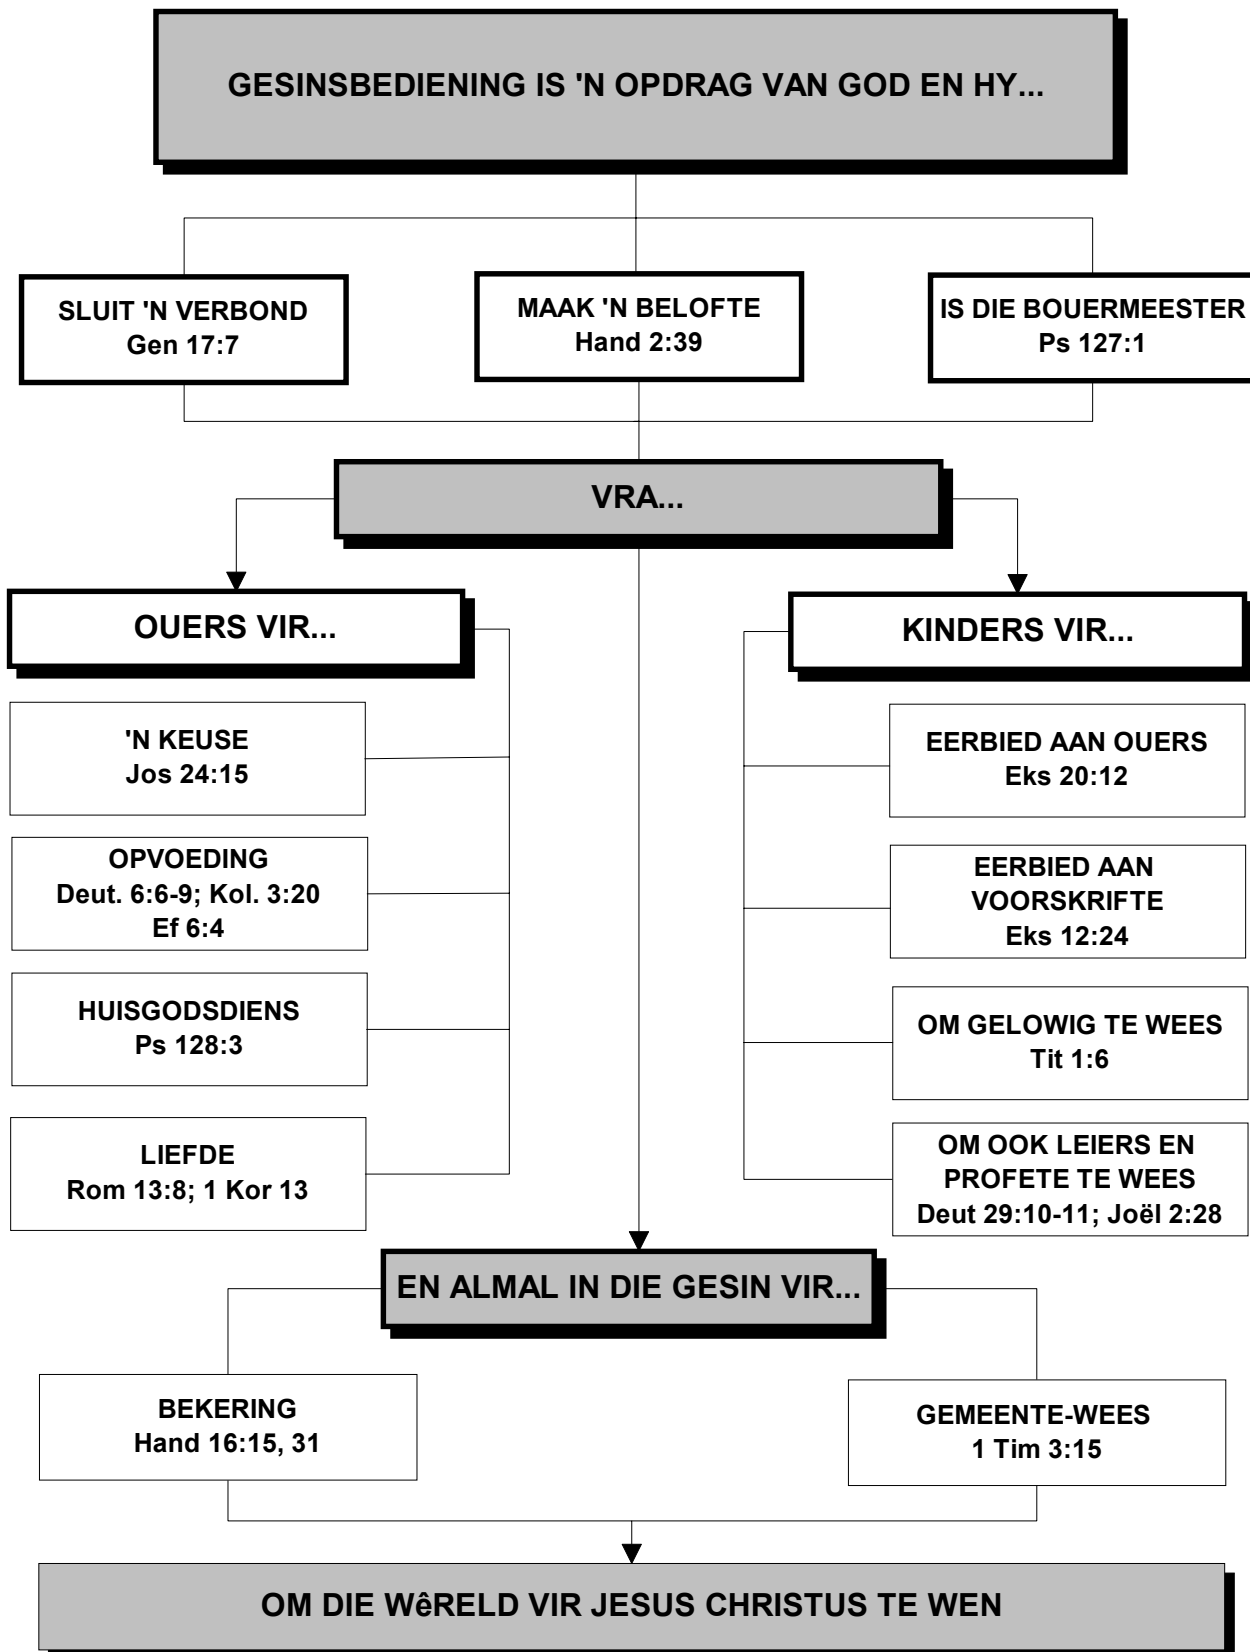 GESINSBEDIENING IS 'N OPDRAG VAN GOD EN HY...
SLUIT 'N VERBOND
Gen 17:7
MAAK 'N BELOFTE
Hand 2:39
IS DIE BOUERMEESTER
Ps 127:1
VRA...
OUERS VIR...
'N KEUSE
Jos 24:15
OPVOEDING
Deut. 6:6-9; Kol. 3:20
Ef 6:4
HUISGODSDIENS
Ps 128:3
LIEFDE
Rom 13:8; 1 Kor 13
KINDERS VIR...
EERBIED AAN OUERS
Eks 20:12
EERBIED AAN
VOORSKRIFTE
Eks 12:24
OM GELOWIG TE WEES
Tit 1:6
OM OOK LEIERS EN
PROFETE TE WEES
Deut 29:10-11; Joël 2:28
EN ALMAL IN DIE GESIN VIR...
BEKERING
Hand 16:15, 31
GEMEENTE-WEES
1 Tim 3:15
OM DIE WêRELD VIR JESUS CHRISTUS TE WEN